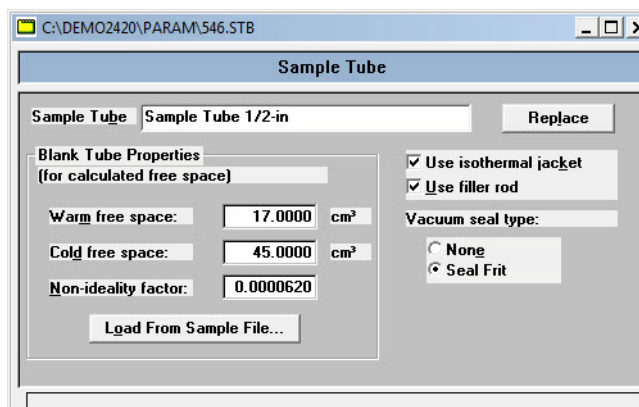 C:\DEMO2420\PARAM\546.STB
Sample Tube
Sample Tube Sample Tube 1/2-in Replace
Blank Tube Properties
(for calculated free space)
Use isothermal jacket
Use filler rod
Warm free space: 17.0000 cm³
Vacuum seal type:
Cold free space: 45.0000 cm³
None
Seal Frit
Non-ideality factor: 0.0000620
Load From Sample File...